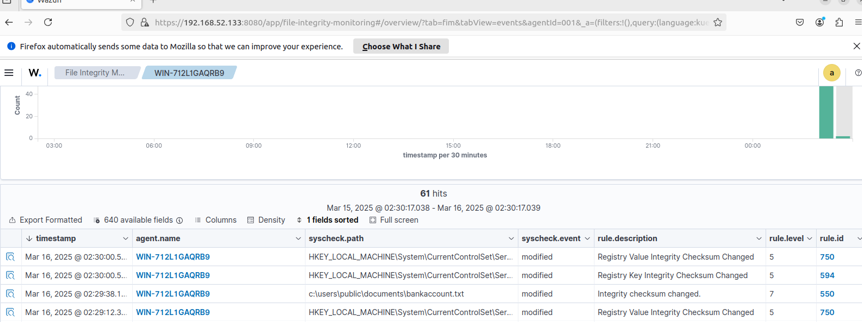 Wazuh
https://192.168.52.133:8080/app/file-integrity-monitoring#/overview/?tab=fim&tabView=events&agentId=001&_a=(filters:!(),query:(language:ku
Firefox automatically sends some data to Mozilla so that we can improve your experience. Choose What I Share
W. File Integrity M... WIN-712L1GAQRB9 a
Count
40
20
0
03:00 06:00 09:00 12:00 15:00 18:00 21:00 00:00
timestamp per 30 minutes
61 hits
Mar 15, 2025 @ 02:30:17.038 - Mar 16, 2025 @ 02:30:17.039
Export Formatted 640 available fields Columns Density 1 fields sorted Full screen
timestamp agent.name syscheck.path syscheck.event rule.description rule.level rule.id
Mar 16, 2025 @ 02:30:00.5... WIN-712L1GAQRB9 HKEY_LOCAL_MACHINE\System\CurrentControlSet\Ser... modified Registry Value Integrity Checksum Changed 5 750
Mar 16, 2025 @ 02:30:00.5... WIN-712L1GAQRB9 HKEY_LOCAL_MACHINE\System\CurrentControlSet\Ser... modified Registry Key Integrity Checksum Changed 5 594
Mar 16, 2025 @ 02:29:38.1... WIN-712L1GAQRB9 c:\users\public\documents\bankaccount.txt modified Integrity checksum changed. 7 550
Mar 16, 2025 @ 02:29:12.3... WIN-712L1GAQRB9 HKEY_LOCAL_MACHINE\System\CurrentControlSet\Ser... modified Registry Value Integrity Checksum Changed 5 750